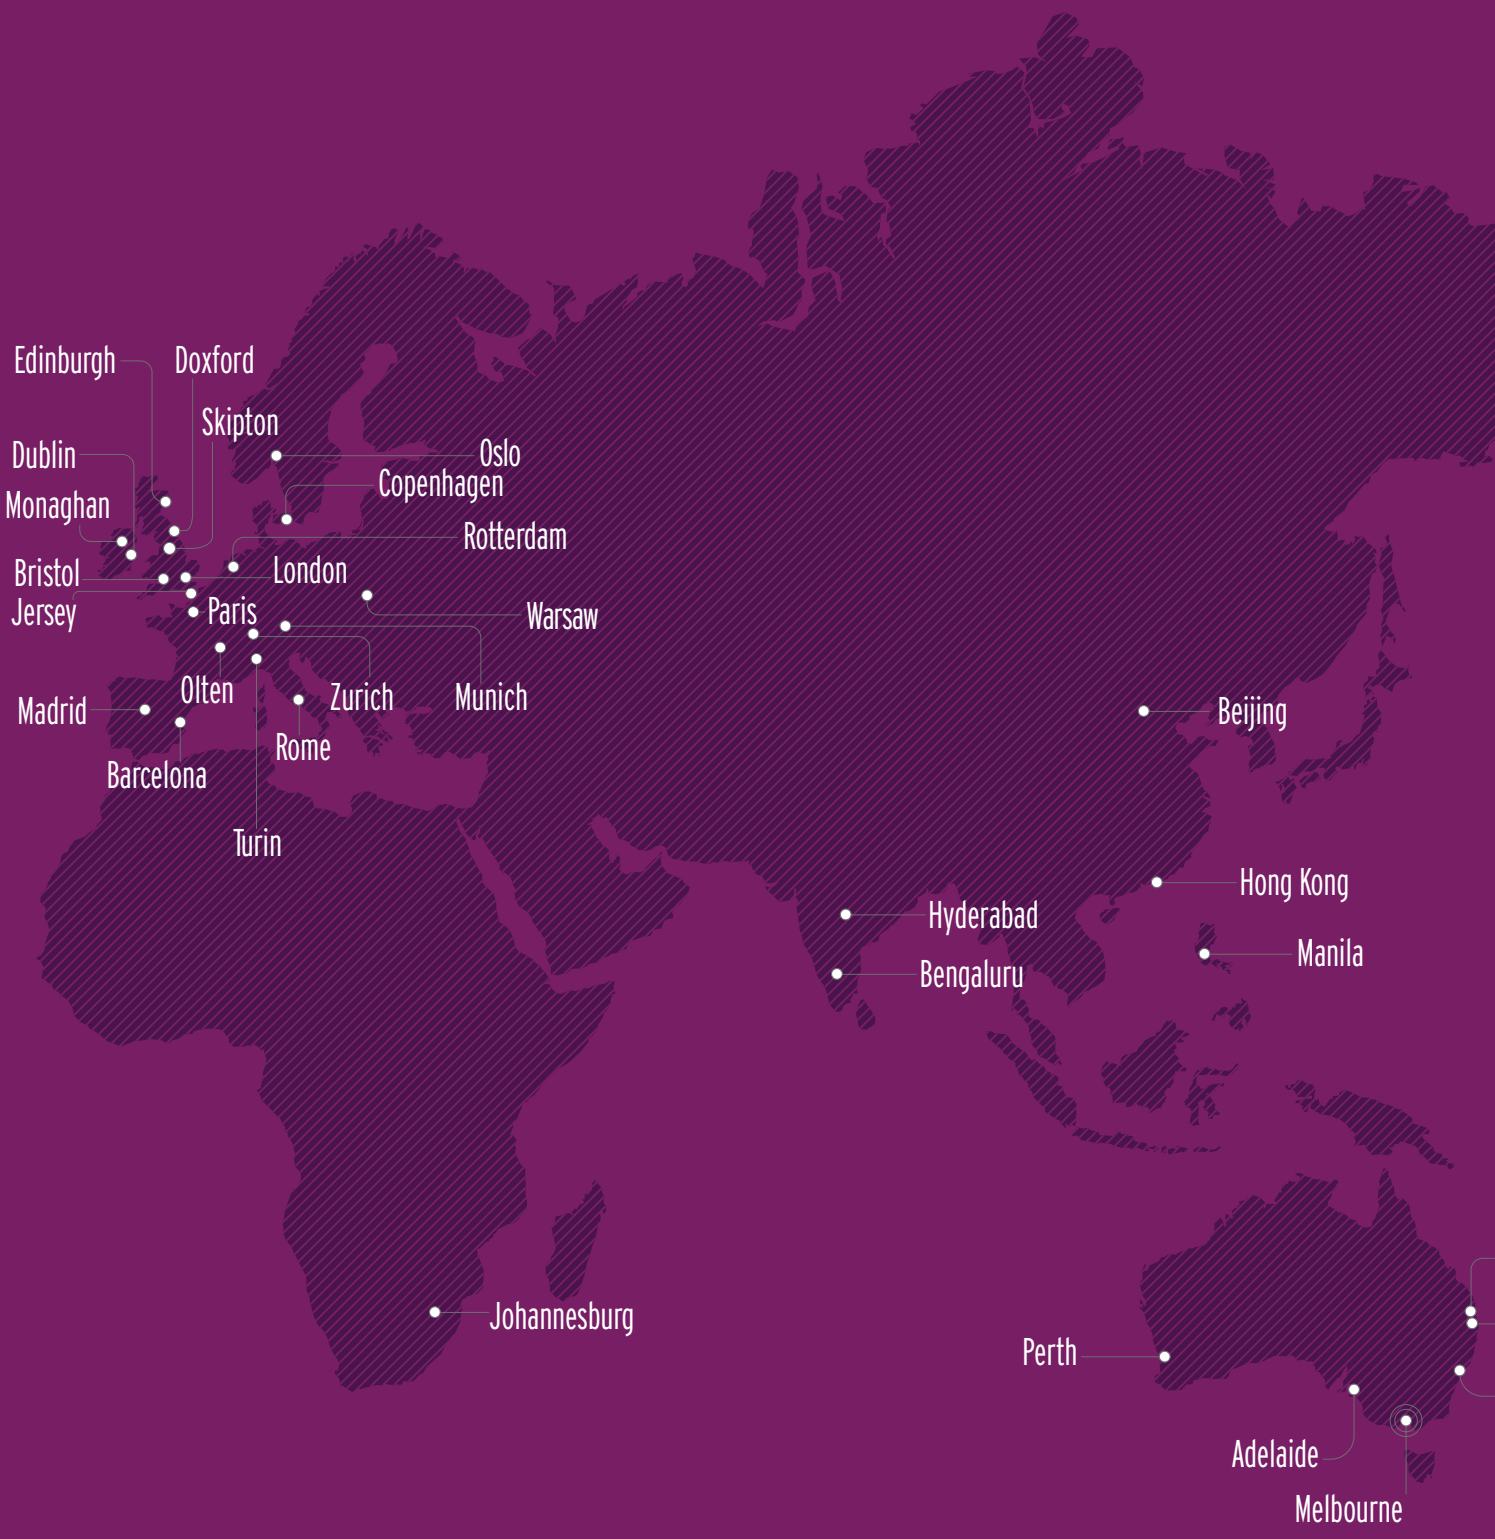 Edinburgh
Doxford
Skipton
Dublin
Oslo
Copenhagen
Monaghan
Rotterdam
London
Bristol
Jersey
Paris
Warsaw
Olten
Zurich
Munich
Madrid
Beijing
Rome
Barcelona
Turin
Hong Kong
Hyderabad
Manila
Bengaluru
Johannesburg
Perth
Adelaide
Melbourne